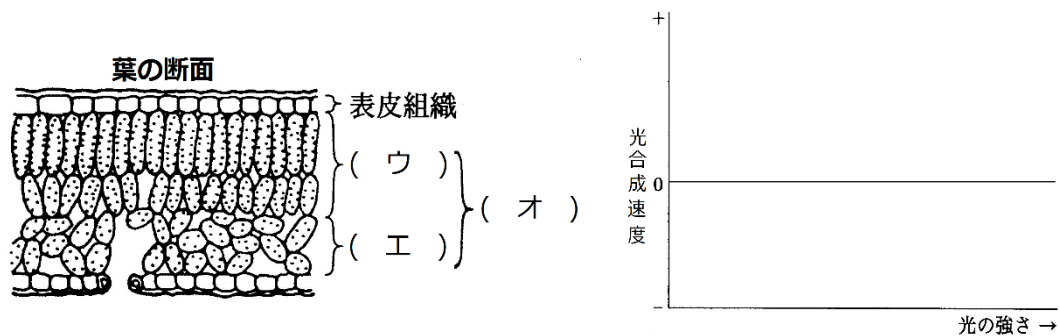 葉の断面
表皮組織
( ウ )
( オ )
( エ )
+
光合成速度
0
−
光の強さ →